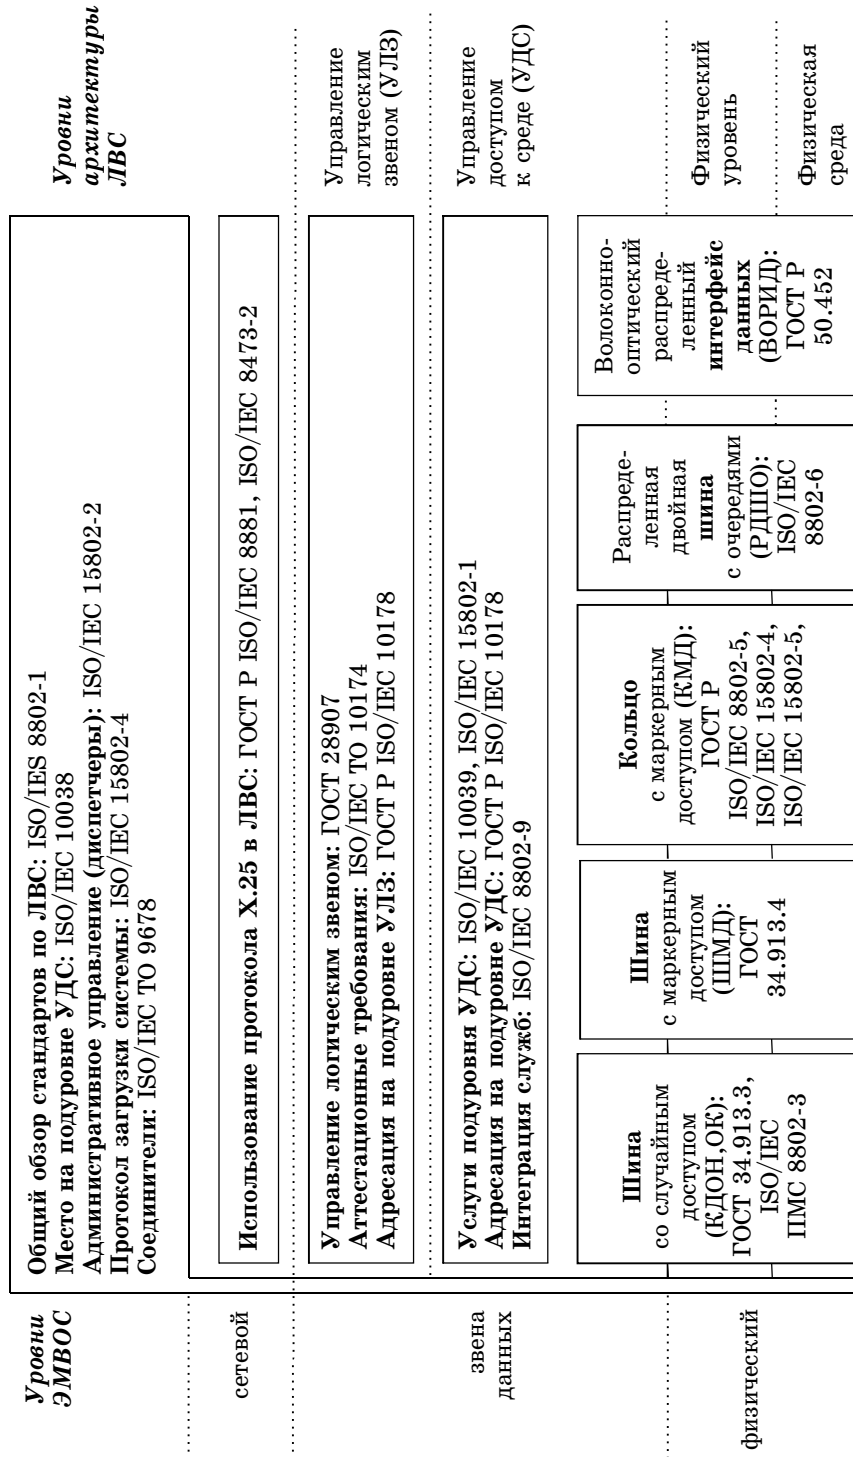 Уровни
ЭМВОС
Уровни
архитектуры
ЛВС
Общий обзор стандартов по ЛВС: ISO/IES 8802-1
Место на подуровне УДС: ISO/IEC 10038
Административное управление (диспетчеры): ISO/IEC 15802-2
Протокол загрузки системы: ISO/IEC 15802-4
Соединители: ISO/IEC TO 9678
сетевой
Использование протокола X.25 в ЛВС: ГОСТ Р ISO/IEC 8881, ISO/IEC 8473-2
звена
данных
Управление логическим звеном: ГОСТ 28907
Аттестационные требования: ISO/IEC TO 10174
Адресация на подуровне УЛЗ: ГОСТ Р ISO/IEC 10178
Управление
логическим
звеном (УЛЗ)
Услуги подуровня УДС: ISO/IEC 10039, ISO/IEC 15802-1
Адресация на подуровне УДС: ГОСТ Р ISO/IEC 10178
Интеграция служб: ISO/IEC 8802-9
Управление
доступом
к среде (УДС)
физический
Шина
со случайным
доступом
(КДОН,ОК):
ГОСТ 34.913.3,
ISO/IEC
ПМС 8802-3
Шина
с маркерным
доступом
(ШМД):
ГОСТ
34.913.4
Кольцо
с маркерным
доступом (КМД):
ГОСТ Р
ISO/IEC 8802-5,
ISO/IEC 15802-4,
ISO/IEC 15802-5,
Распреде-
ленная
двойная
шина
с очередями
(РДШО):
ISO/IEC
8802-6
Волоконно-
оптический
распреде-
ленный
интерфейс
данных
(ВОРИД):
ГОСТ Р
50.452
Физический
уровень
Физическая
среда